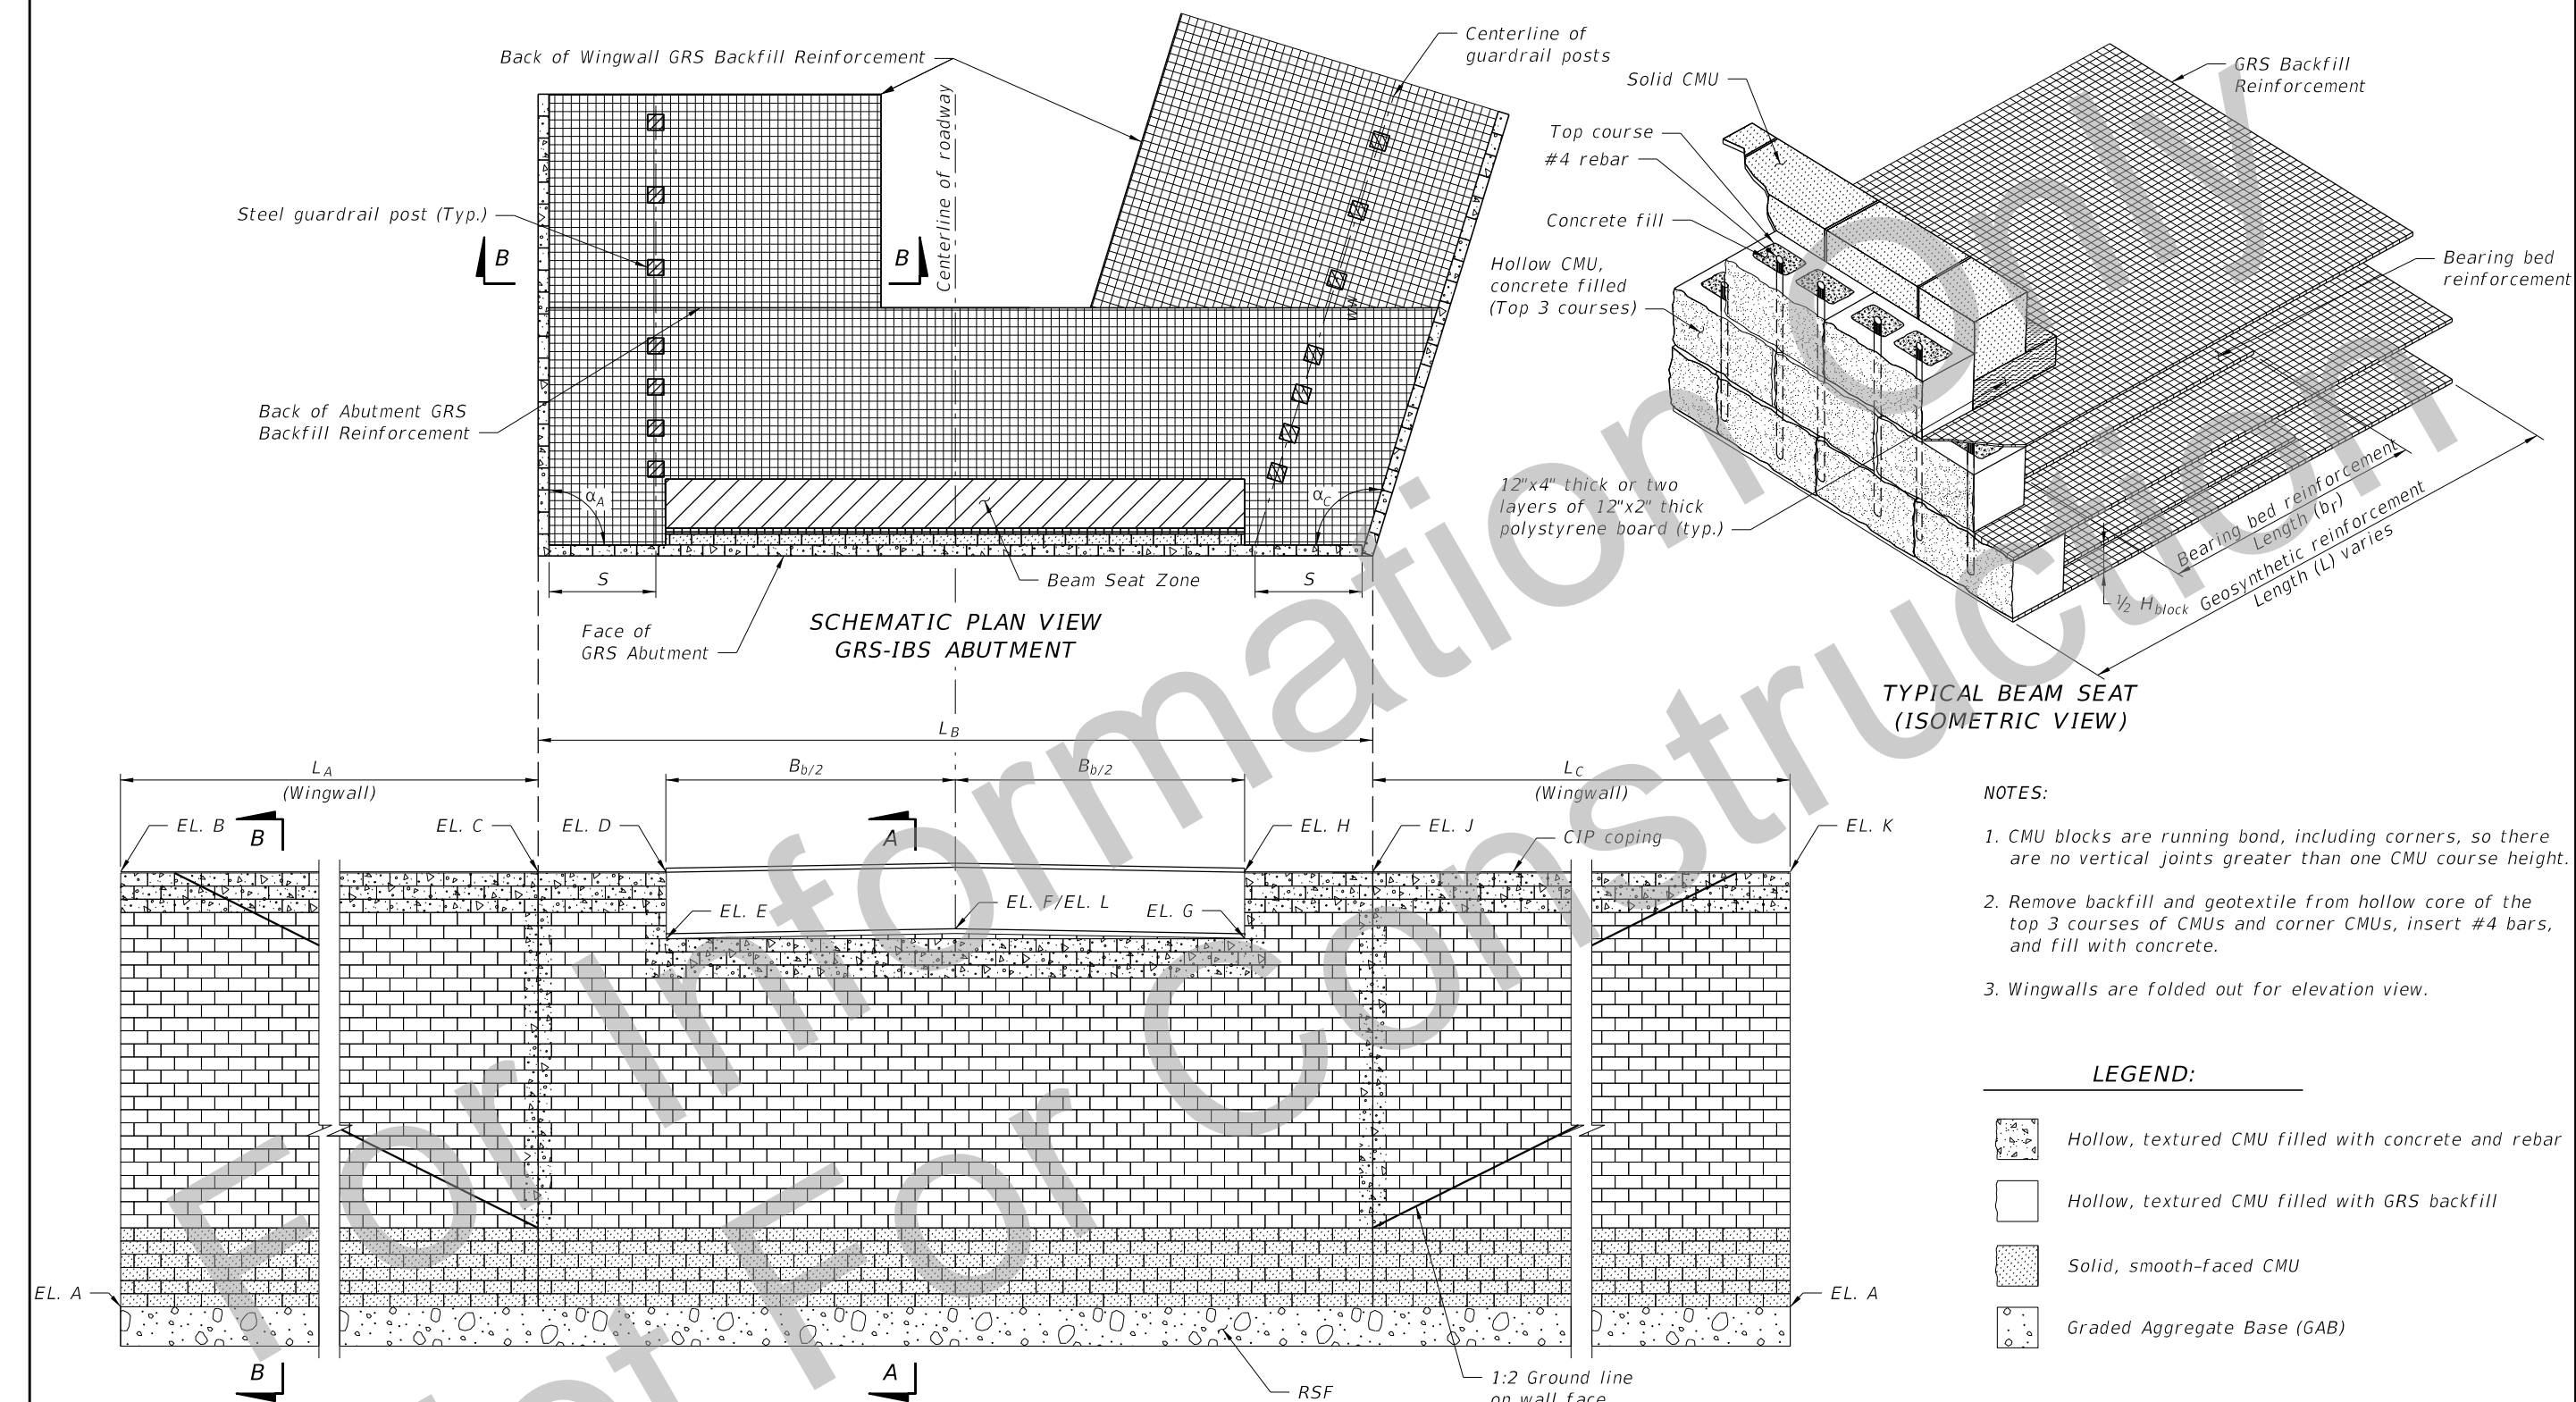 Back of Wingwall GRS Backfill Reinforcement
Centerline of
guardrail posts
Centerline of roadway
Steel guardrail post (Typ.)
B
B
Back of Abutment GRS
Backfill Reinforcement
WW
αA
αC
S
S
Beam Seat Zone
Face of
GRS Abutment
SCHEMATIC PLAN VIEW
GRS-IBS ABUTMENT
Solid CMU
GRS Backfill
Reinforcement
Top course
#4 rebar
Concrete fill
Hollow CMU,
concrete filled
(Top 3 courses)
Bearing bed
reinforcement
12"x4" thick or two
layers of 12"x2" thick
polystyrene board (typ.)
Bearing bed reinforcement
Length (br)
Geosynthetic reinforcement
Length (L) varies
½ Hblock
TYPICAL BEAM SEAT
(ISOMETRIC VIEW)
LB
LA
(Wingwall)
Bb/2
Bb/2
LC
(Wingwall)
EL. B
B
EL. C
EL. D
A
EL. H
EL. J
CIP coping
EL. K
EL. E
EL. F/EL. L
EL. G
EL. A
EL. A
B
A
RSF
1:2 Ground line
on wall face
NOTES:
1. CMU blocks are running bond, including corners, so there
are no vertical joints greater than one CMU course height.
2. Remove backfill and geotextile from hollow core of the
top 3 courses of CMUs and corner CMUs, insert #4 bars,
and fill with concrete.
3. Wingwalls are folded out for elevation view.
LEGEND:
Hollow, textured CMU filled with concrete and rebar
Hollow, textured CMU filled with GRS backfill
Solid, smooth-faced CMU
Graded Aggregate Base (GAB)
For Information Only
Not For Construction